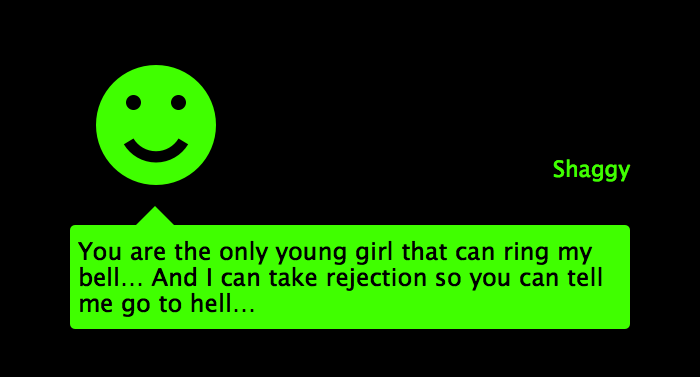 Shaggy
You are the only young girl that can ring my
bell... And I can take rejection so you can tell
me go to hell...